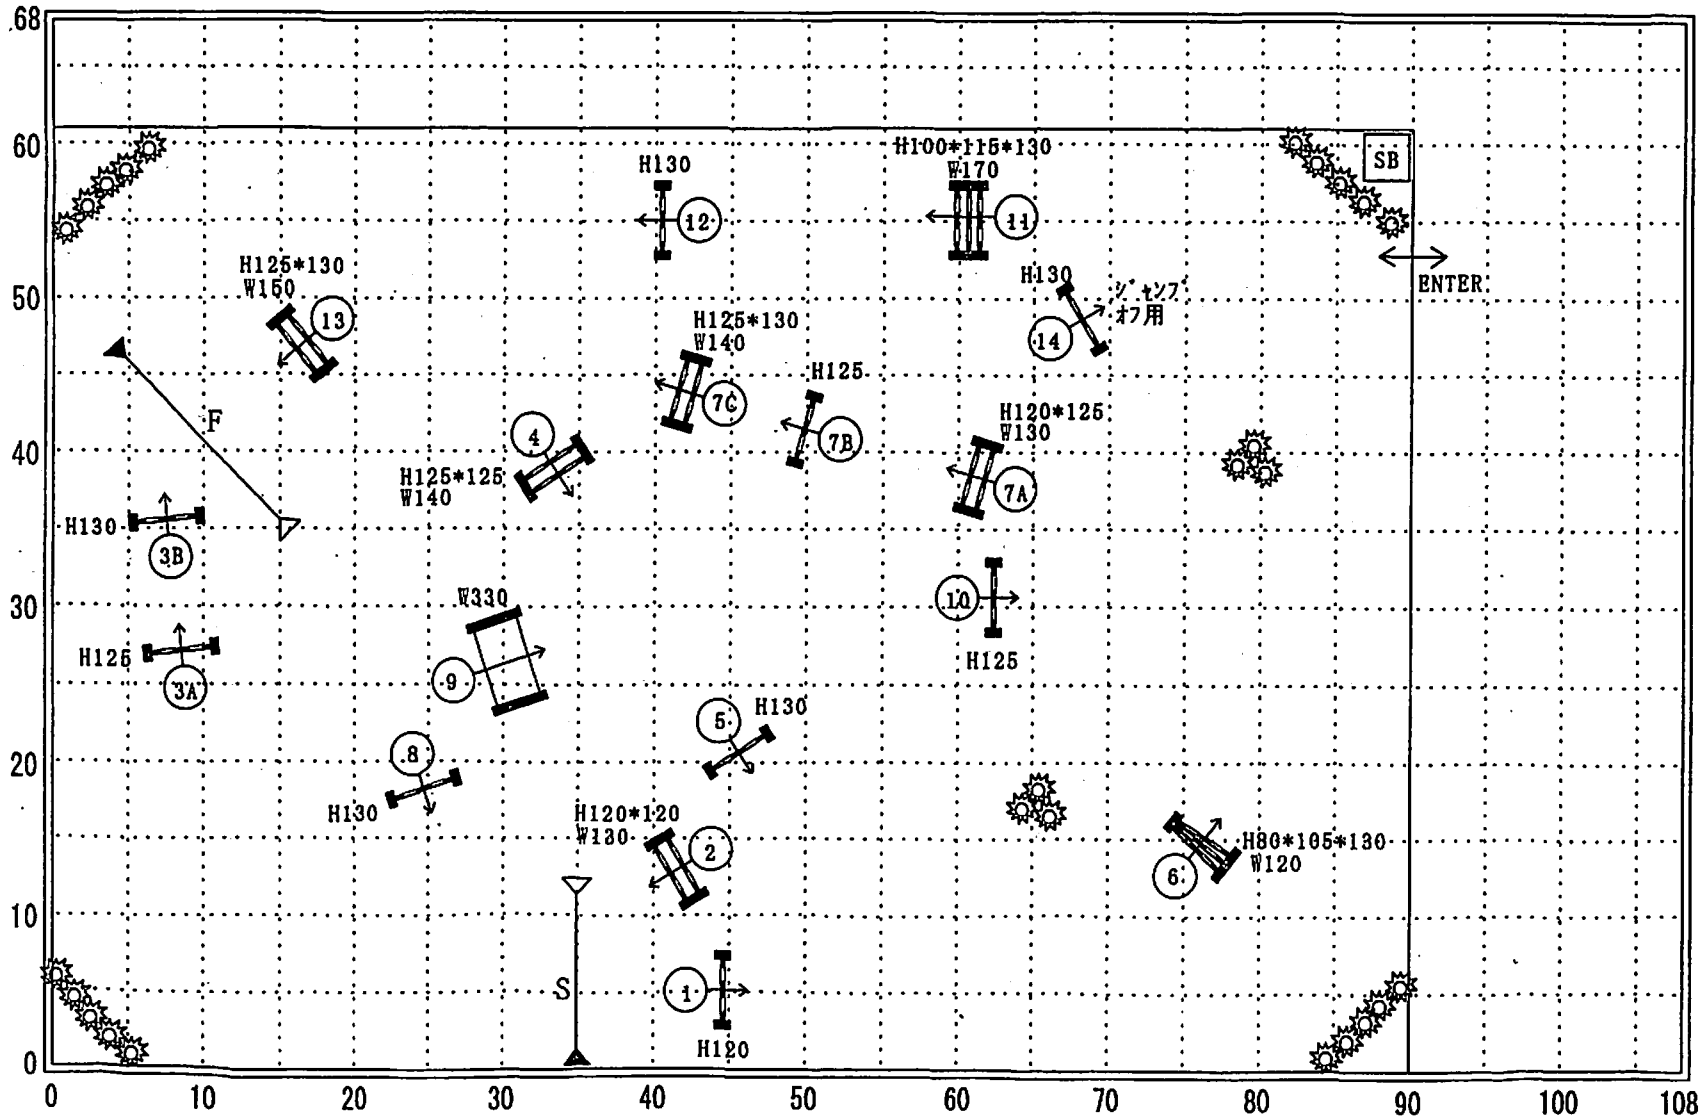 68
60
SB
H130
12
H100*115*130
W170
11
ENTER
H125*130
W150
13
50
H130
14
ジャンプ
オフ用
H125*130
W140
7C
H125
7B
H120*125
W130
7A
4
H125*125
W140
F
40
H130
3B
10
H125
30
W330
9
H125
3A
5
H130
8
H130
20
H120*120
W130
2
H80*105*130
W120
6
10
S
1
H120
0
0
10
20
30
40
50
60
70
80
90
100
108